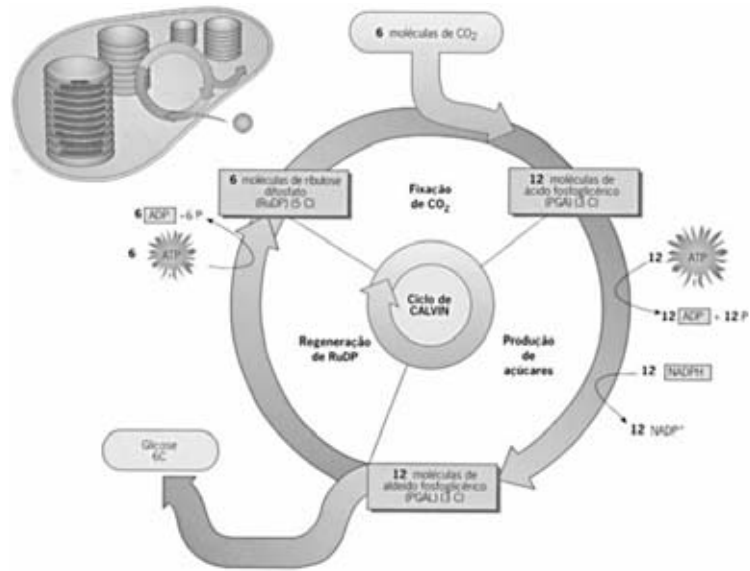 6 moléculas de CO₂
6 moléculas de ribulose
difosfato
(RuDP) (5 C)
Fixação
de CO₂
12 moléculas de
ácido fosfoglicérico
(PGA) (3 C)
6 ADP -6 P
6 ATP
12 ATP
12 ADP + 12 P
Ciclo de
CALVIN
Regeneração
de RuDP
Produção
de
açúcares
12 NADPH
12 NADP⁺
Glicose
6C
12 moléculas de
aldeído fosfoglicérico
(PGAL) (3 C)